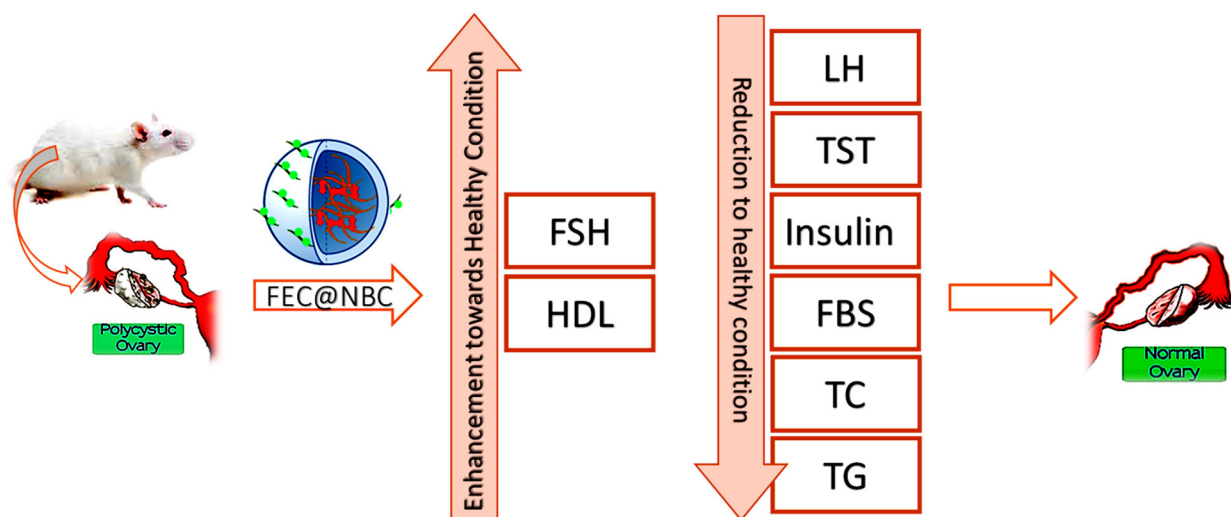 Polycystic
Ovary
FEC@NBC
Enhancement towards Healthy Condition
FSH
HDL
Reduction to healthy condition
LH
TST
Insulin
FBS
TC
TG
Normal
Ovary